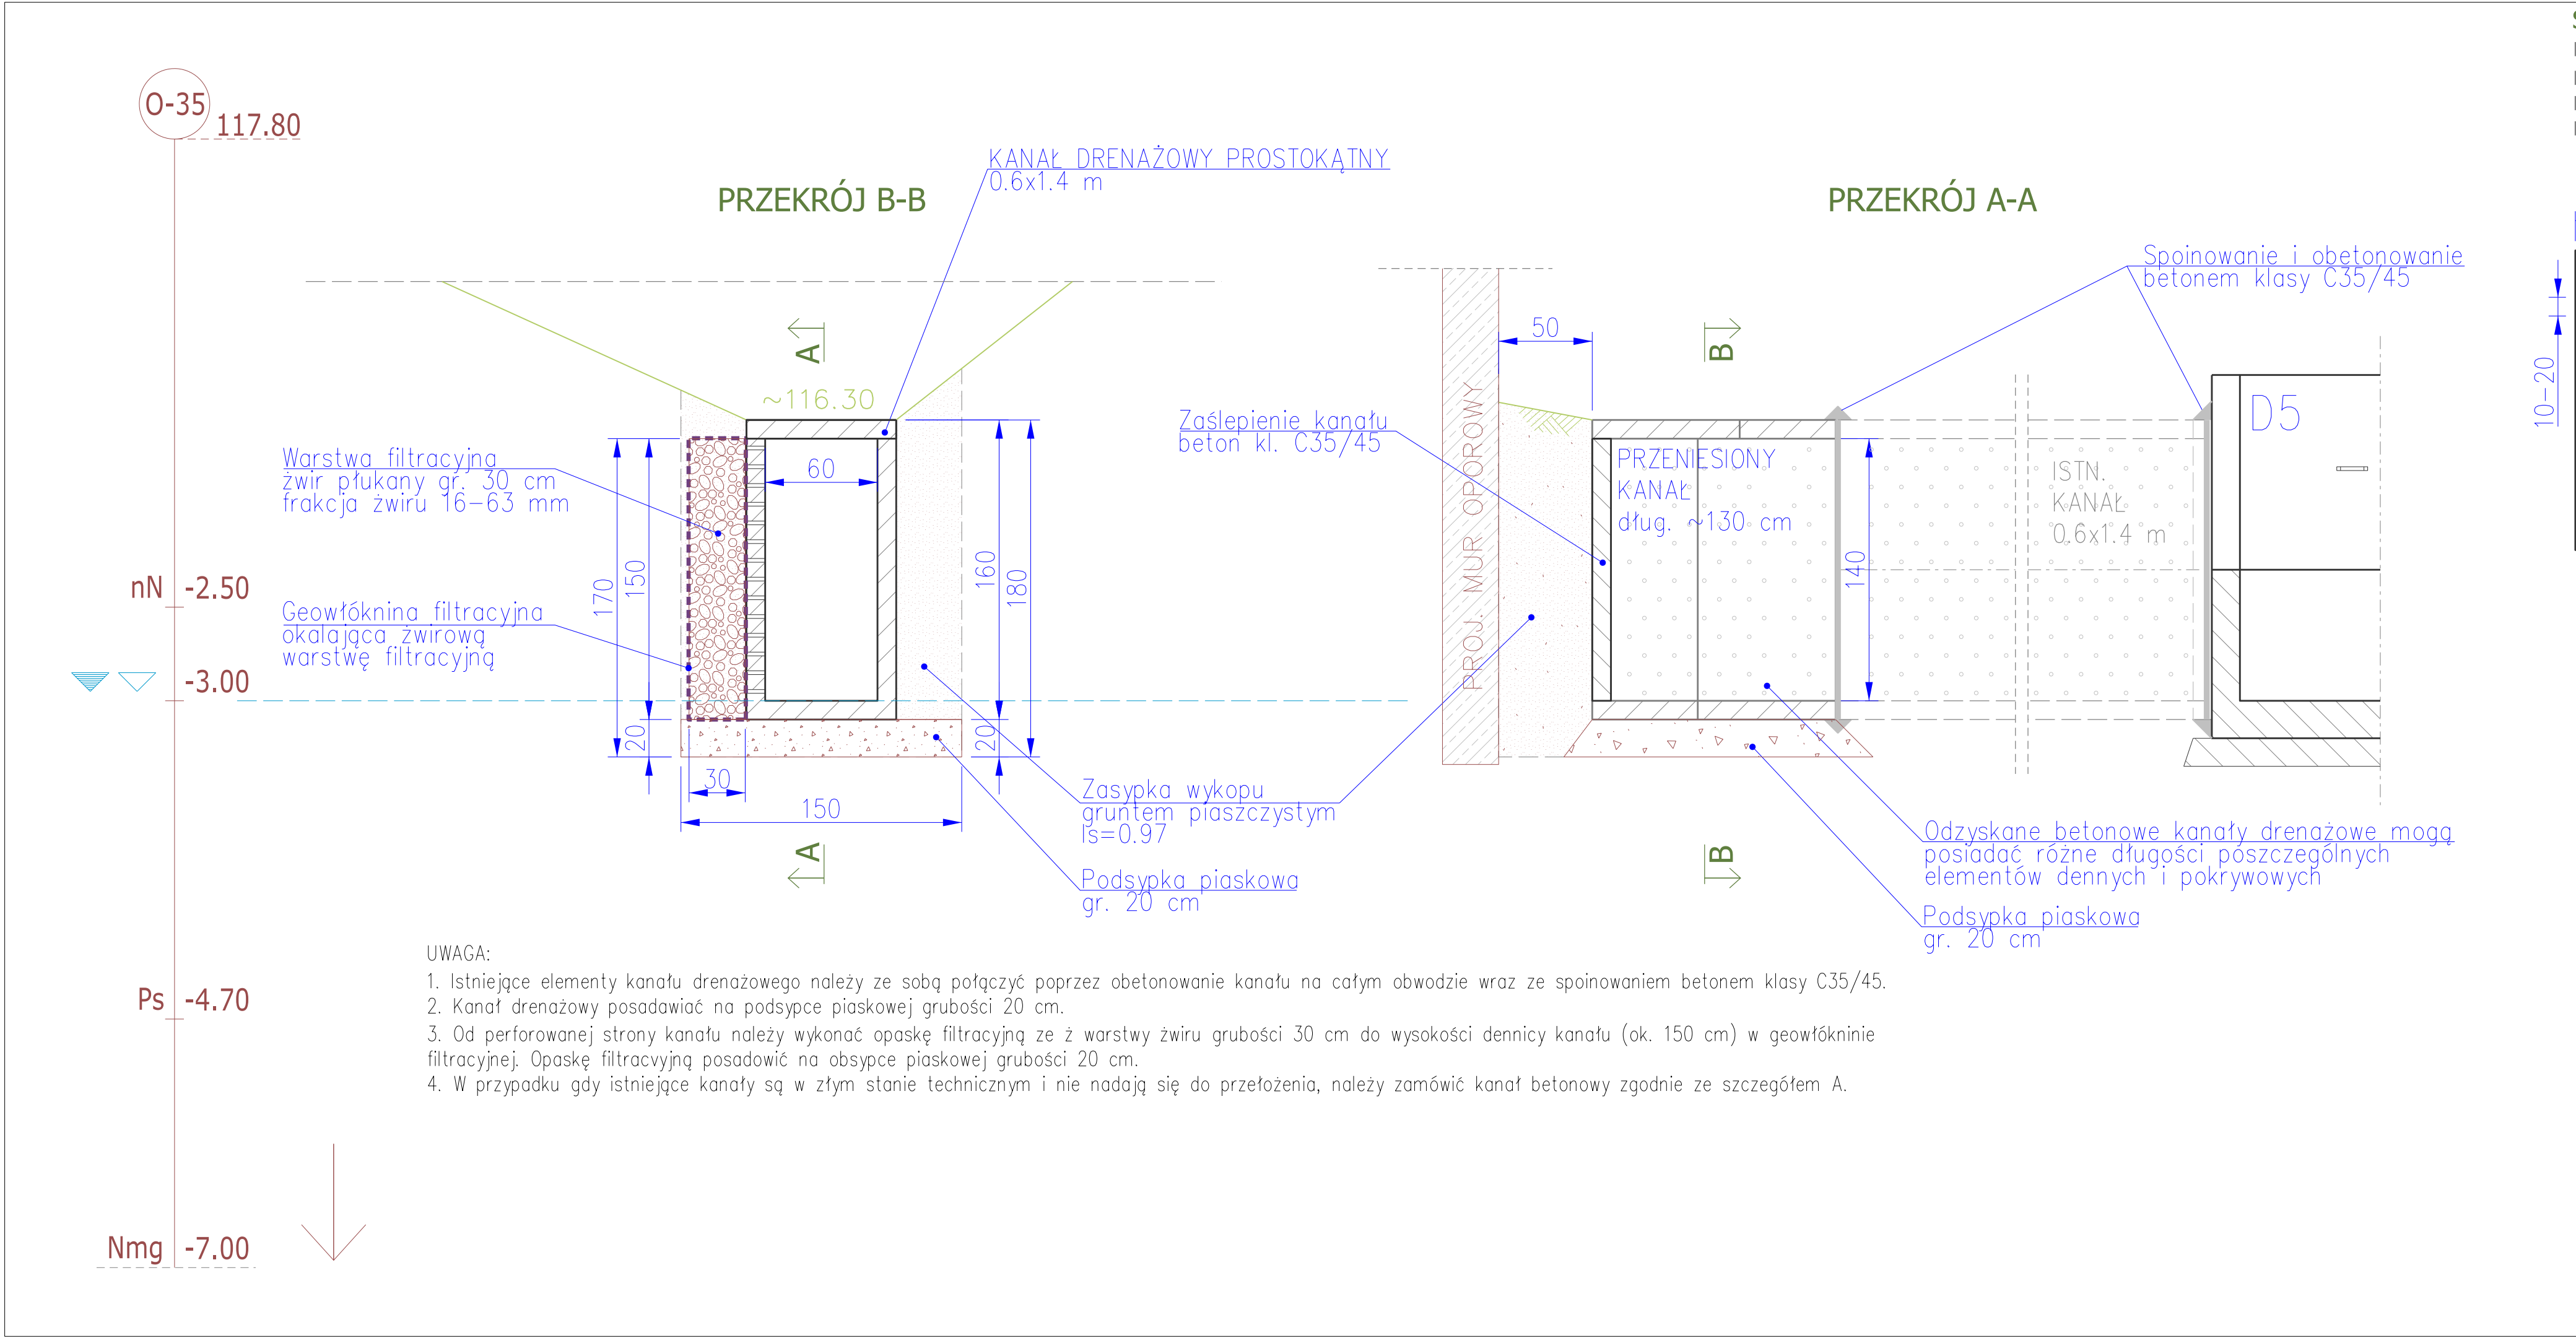 O-35
117.80
nN -2.50
-3.00
Ps -4.70
Nmg -7.00
PRZEKRÓJ B-B
KANAŁ DRENAŻOWY PROSTOKĄTNY
0.6x1.4 m
A
~116.30
60
Warstwa filtracyjna
żwir płukany gr. 30 cm
frakcja żwiru 16-63 mm
Geowłóknina filtracyjna
okalająca żwirową
warstwę filtracyjną
170
150
20
160
180
20
30
150
A
Zasypka wykopu
gruntem piaszczystym
Is=0.97
Podsypka piaskowa
gr. 20 cm
PRZEKRÓJ A-A
Spoinowanie i obetonowanie
betonem klasy C35/45
50
B
Zaślepienie kanału
beton kl. C35/45
PROJ. MUR OPOROWY
PRZENIESIONY
KANAŁ
dług. ~130 cm
140
ISTN.
KANAŁ
0.6x1.4 m
D5
10-20
B
Odzyskane betonowe kanały drenażowe mogą
posiadać różne długości poszczególnych
elementów dennych i pokrywowych
Podsypka piaskowa
gr. 20 cm
UWAGA:
1. Istniejące elementy kanału drenażowego należy ze sobą połączyć poprzez obetonowanie kanału na całym obwodzie wraz ze spoinowaniem betonem klasy C35/45.
2. Kanał drenażowy posadawiać na podsypce piaskowej grubości 20 cm.
3. Od perforowanej strony kanału należy wykonać opaskę filtracyjną ze ż warstwy żwiru grubości 30 cm do wysokości dennicy kanału (ok. 150 cm) w geowłókninie
filtracyjnej. Opaskę filtracvyjną posadowić na obsypce piaskowej grubości 20 cm.
4. W przypadku gdy istniejące kanały są w złym stanie technicznym i nie nadają się do przełożenia, należy zamówić kanał betonowy zgodnie ze szczegółem A.